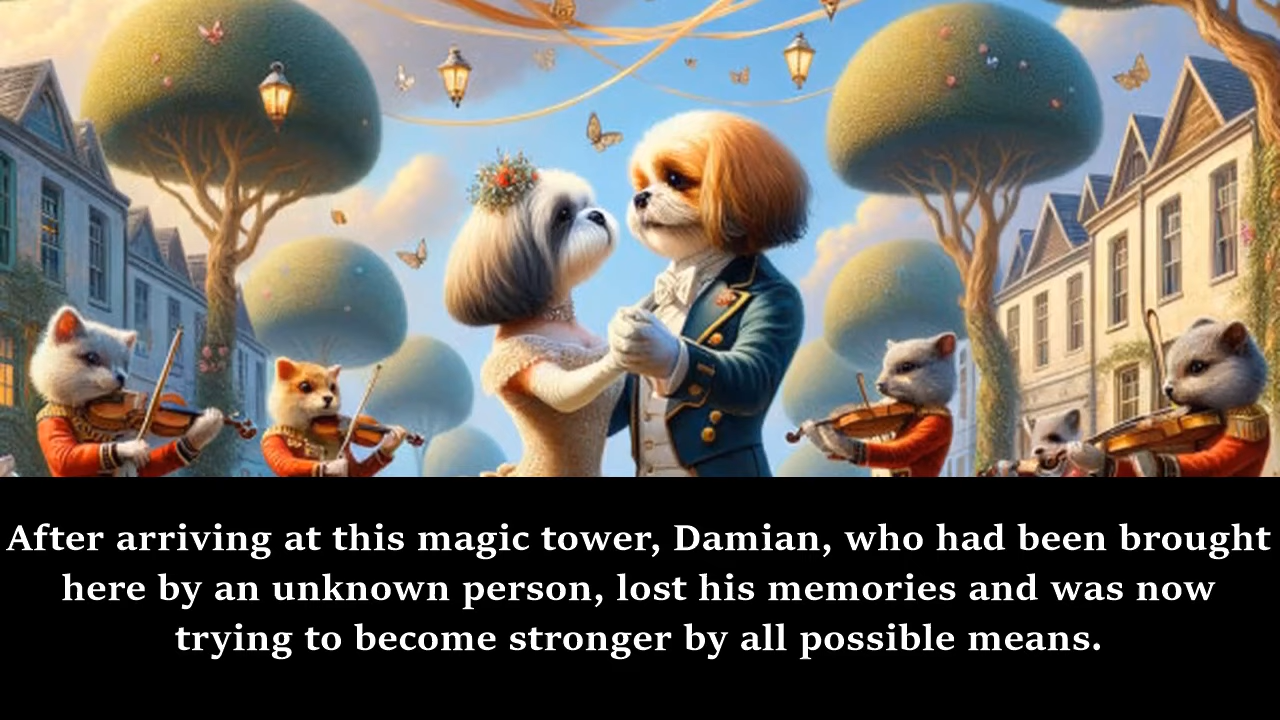 After arriving at this magic tower, Damian, who had been brought
here by an unknown person, lost his memories and was now
trying to become stronger by all possible means.